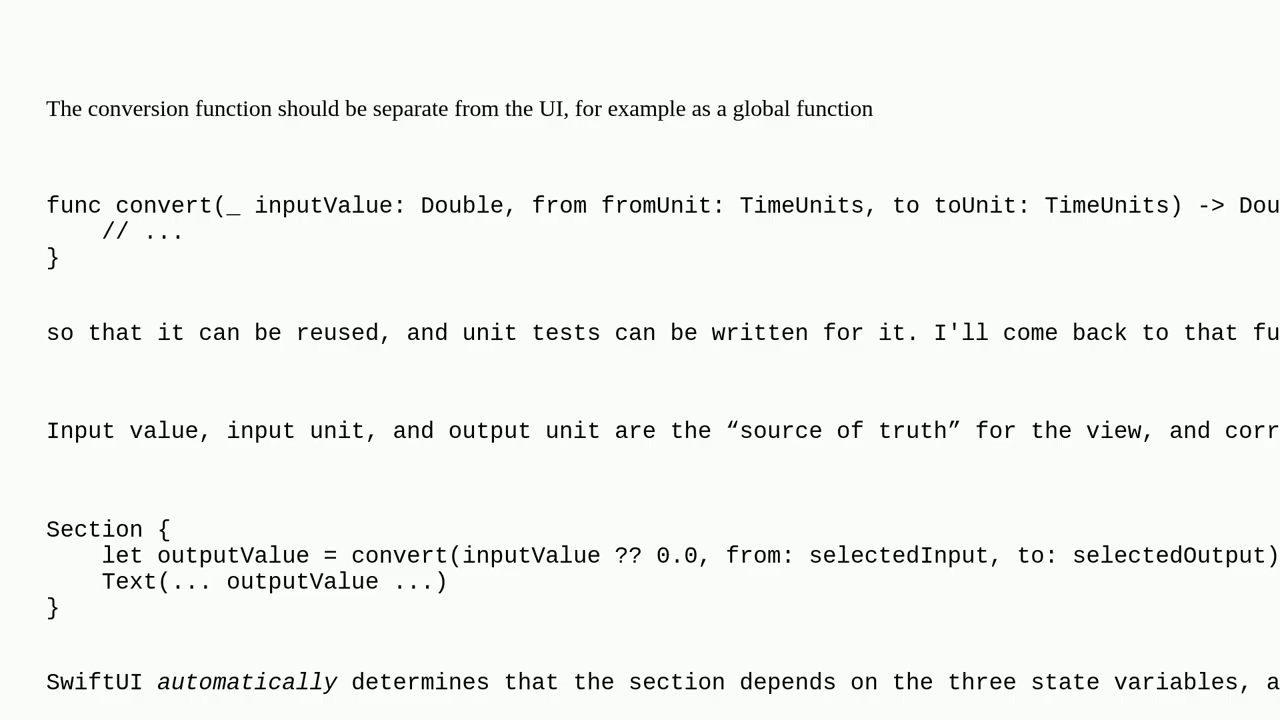 The conversion function should be separate from the UI, for example as a global function
func convert(_ inputValue: Double, from fromUnit: TimeUnits, to toUnit: TimeUnits) -> Dou
    // ...
}
so that it can be reused, and unit tests can be written for it. I'll come back to that fu
Input value, input unit, and output unit are the “source of truth” for the view, and corr
Section {
    let outputValue = convert(inputValue ?? 0.0, from: selectedInput, to: selectedOutput)
    Text(... outputValue ...)
}
SwiftUI automatically determines that the section depends on the three state variables, a